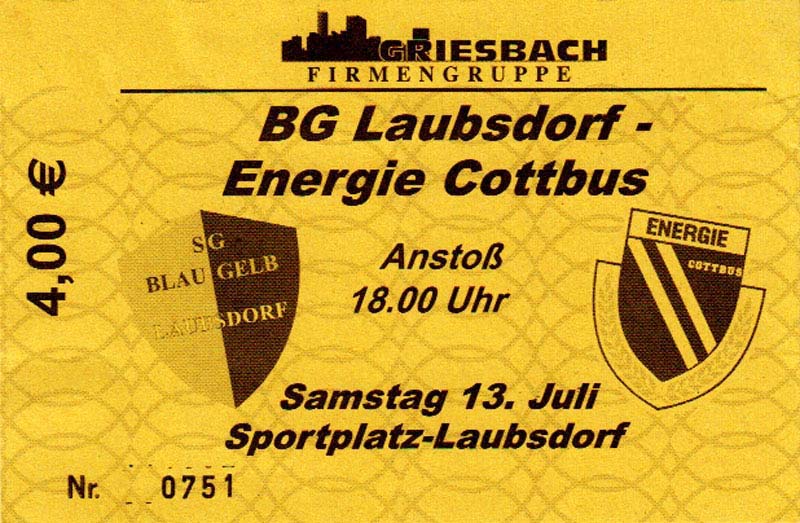 GRIESBACH
FIRMENGRUPPE
BG Laubsdorf -
Energie Cottbus
4,00 €
SG
BLAU GELB
LAUBSDORF
Anstoß
18.00 Uhr
ENERGIE
COTTBUS
Samstag 13. Juli
Sportplatz-Laubsdorf
Nr. 0751